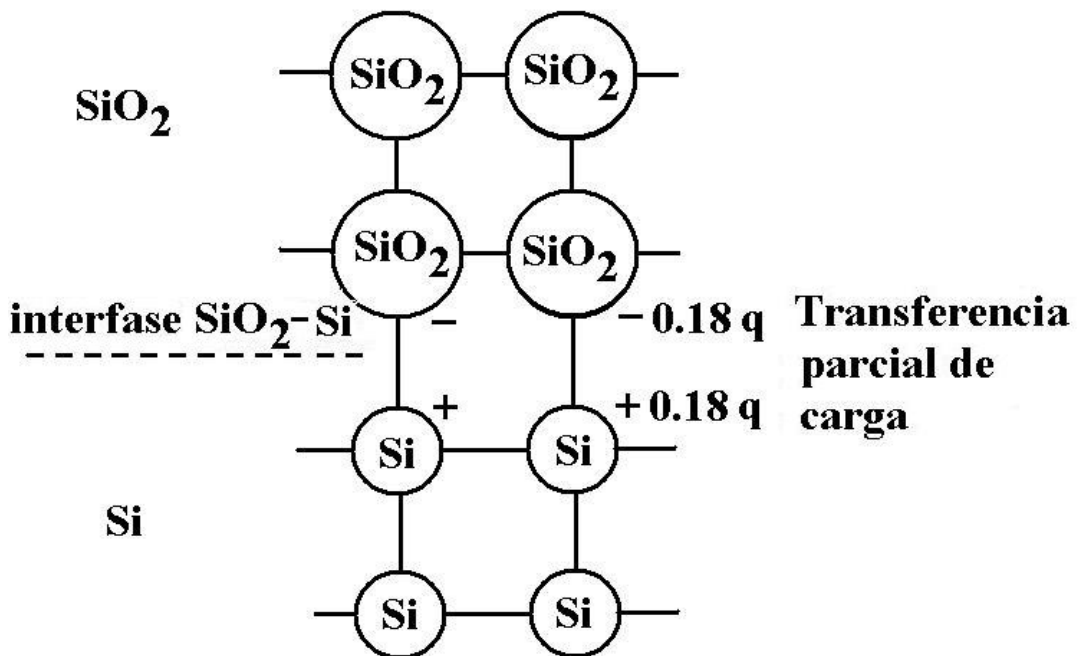 SiO2 SiO2
SiO2
SiO2 SiO2
interfase SiO2-Si
− −0.18 q
+ +0.18 q
Transferencia
parcial de
carga
Si Si
Si
Si Si